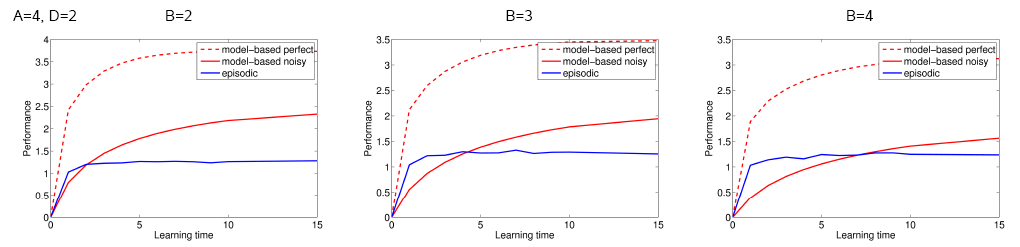 A=4, D=2
B=2
B=3
B=4
4
3.5
3
2.5
2
1.5
1
0.5
0
Performance
0
5
10
15
Learning time
model-based perfect
model-based noisy
episodic
3.5
3
2.5
2
1.5
1
0.5
0
Performance
0
5
10
15
Learning time
model-based perfect
model-based noisy
episodic
3.5
3
2.5
2
1.5
1
0.5
0
Performance
0
5
10
15
Learning time
model-based perfect
model-based noisy
episodic